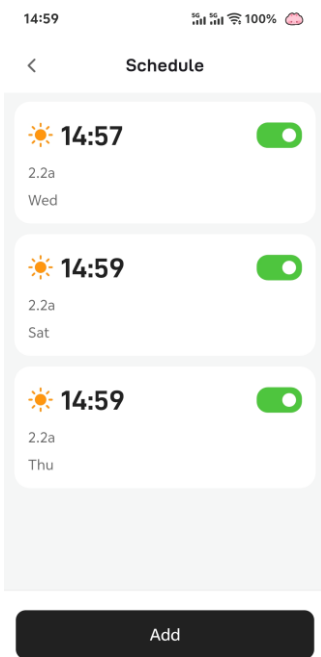 14:59
5G 5G 100%
Schedule
14:57
2.2a
Wed
14:59
2.2a
Sat
14:59
2.2a
Thu
Add